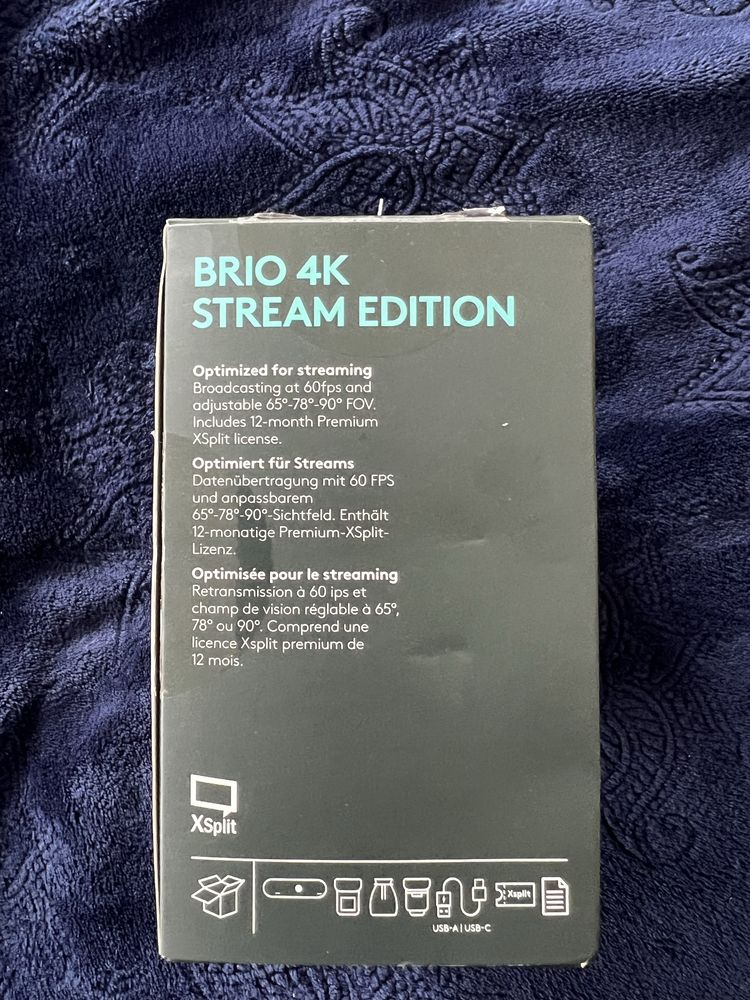 BRIO 4K
STREAM EDITION
Optimized for streaming
Broadcasting at 60fps and
adjustable 65°-78°-90° FOV.
Includes 12-month Premium
XSplit license.
Optimiert für Streams
Datenübertragung mit 60 FPS
und anpassbarem
65°-78°-90°-Sichtfeld. Enthält
12-monatige Premium-XSplit-
Lizenz.
Optimisée pour le streaming
Retransmission à 60 ips et
champ de vision réglable à 65°,
78° ou 90°. Comprend une
licence Xsplit premium de
12 mois.
XSplit
Xsplit
USB-A | USB-C